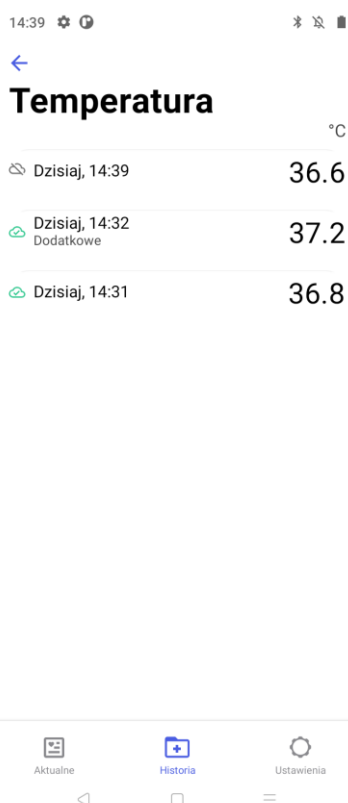 14:39
Temperatura
°C
Dzisiaj, 14:39
36.6
Dzisiaj, 14:32
Dodatkowe
37.2
Dzisiaj, 14:31
36.8
Aktualne
Historia
Ustawienia